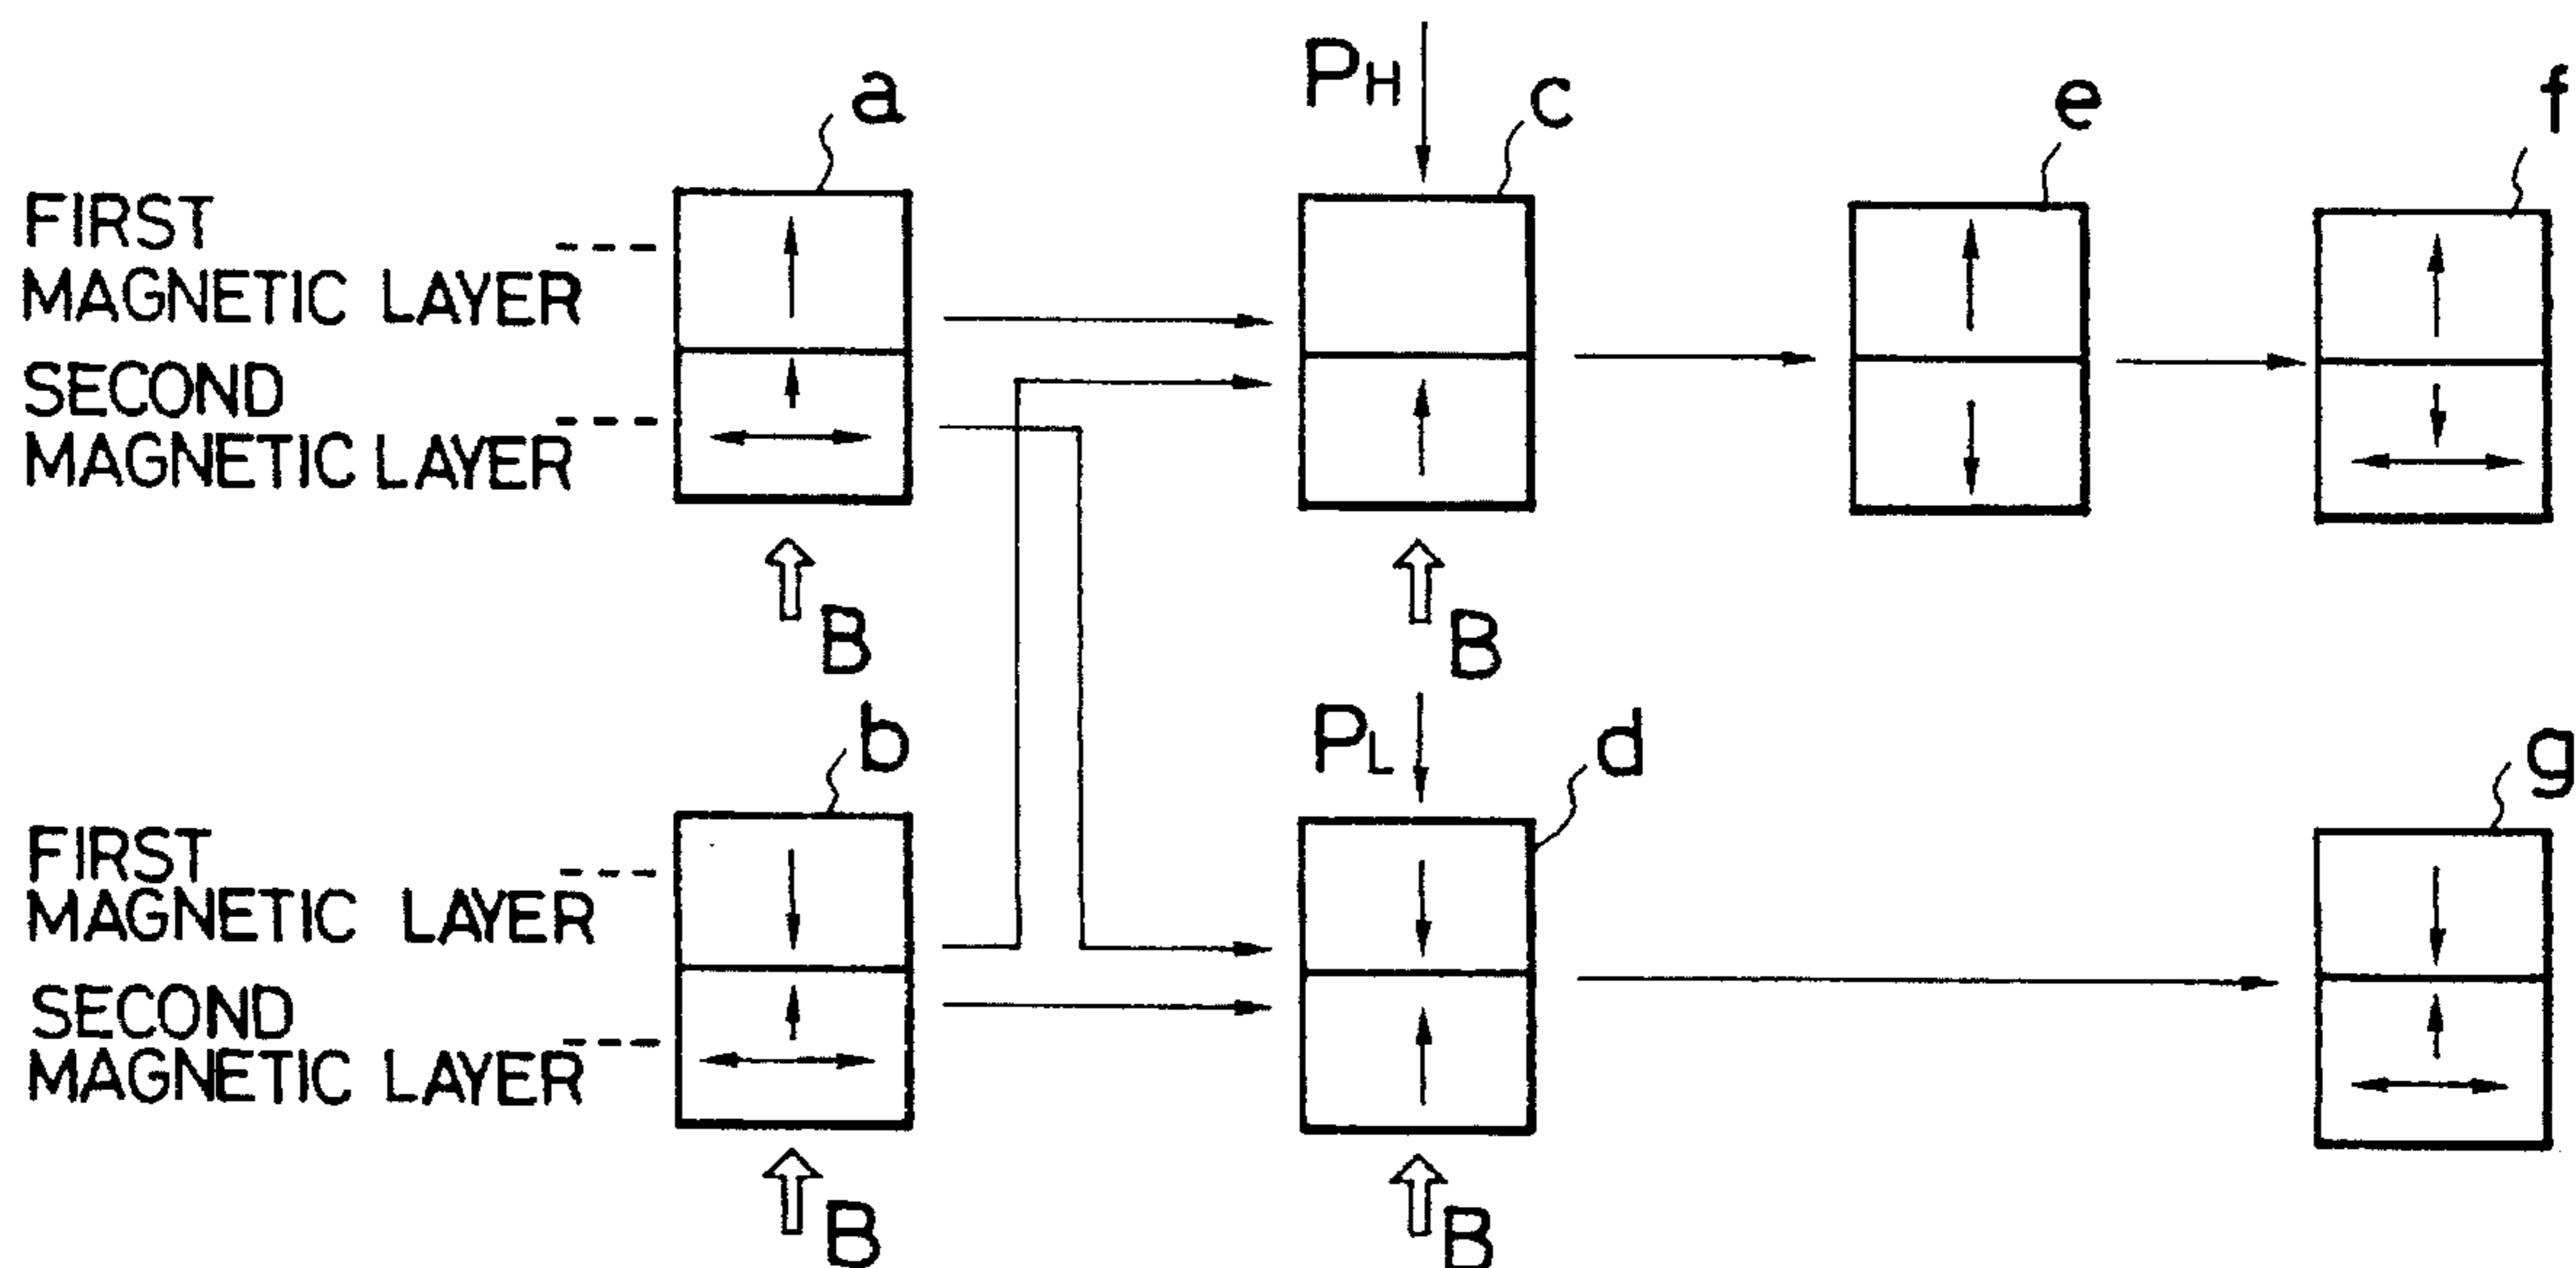 a
PH
c
e
f
FIRST
MAGNETIC LAYER
SECOND
MAGNETIC LAYER
B
B
b
PL
d
g
FIRST
MAGNETIC LAYER
SECOND
MAGNETIC LAYER
B
B